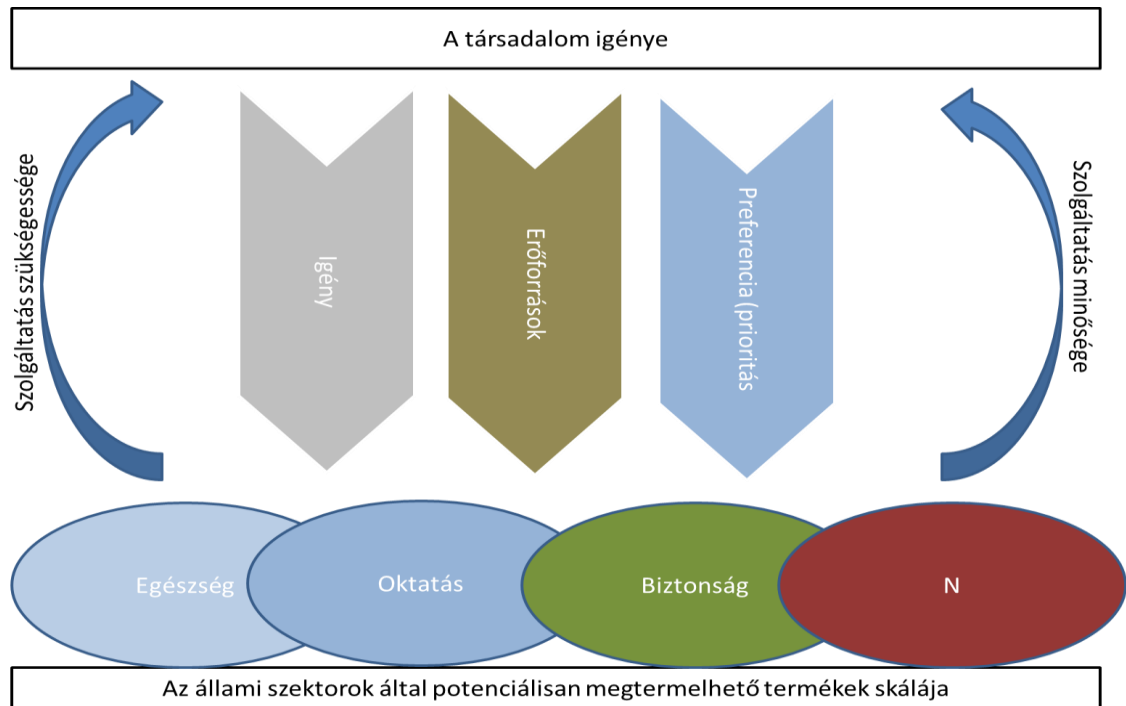 A társadalom igénye
Szolgáltatás szükségessége
Igény
Erőforrások
Preferencia (prioritás
Szolgáltatás minősége
Egészség
Oktatás
Biztonság
N
Az állami szektorok által potenciálisan megtermelhető termékek skálája